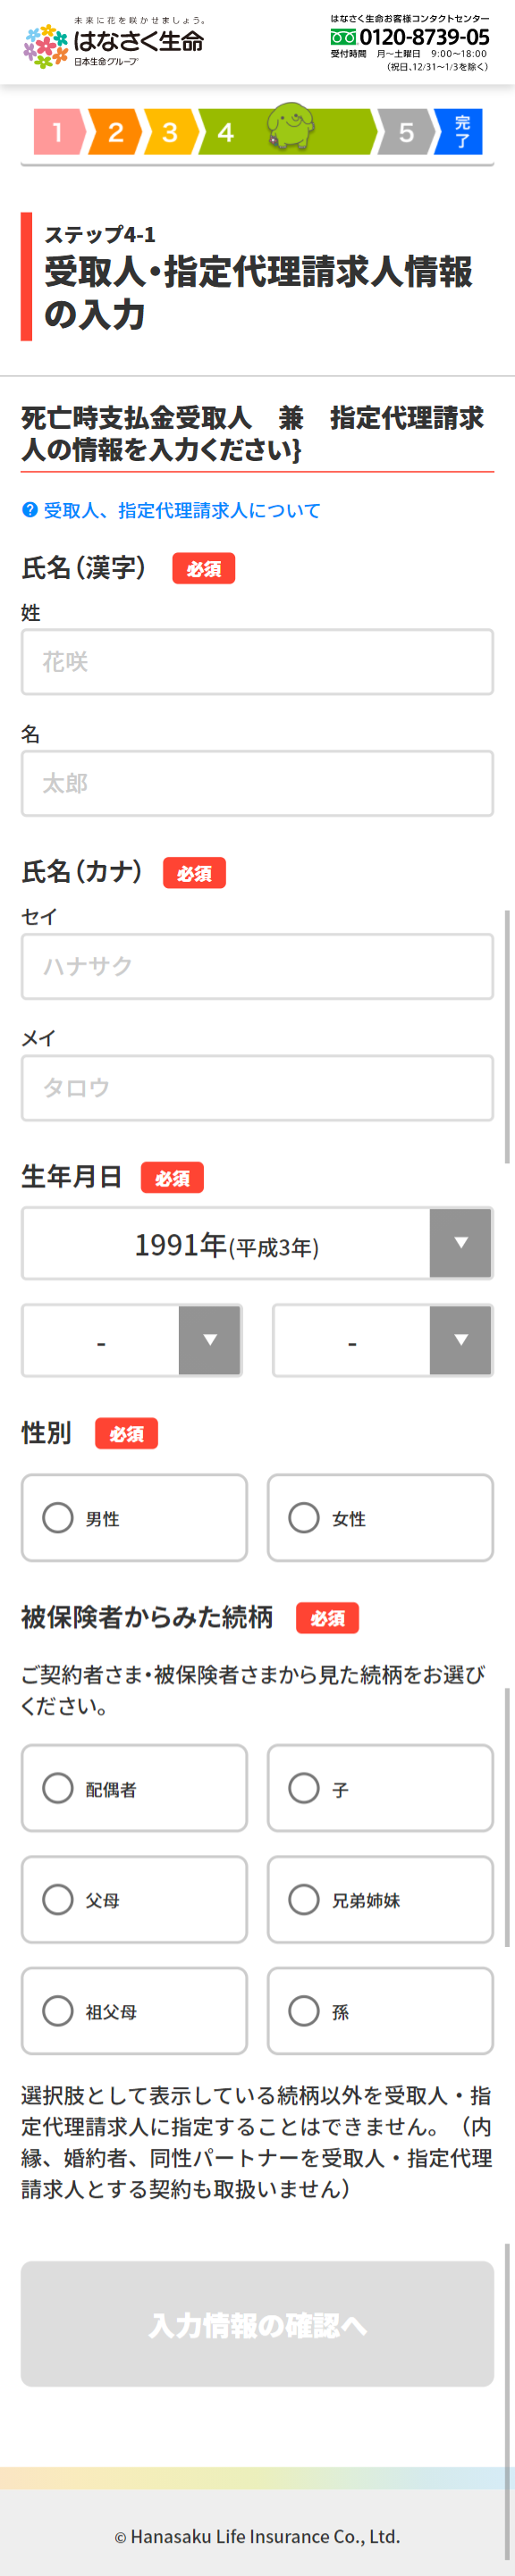 未来に花を咲かせましょう。
はなさく生命
日本生命グループ
はなさく生命お客様コンタクトセンター
0120-8739-05
受付時間 月～土曜日 9:00～18:00
(祝日、12/31～1/3を除く)
1 2 3 4 5 完了
ステップ4-1
受取人・指定代理請求人情報
の入力
死亡時支払金受取人　兼　指定代理請求
人の情報を入力ください}
? 受取人、指定代理請求人について
氏名（漢字） 必須
姓
花咲
名
太郎
氏名（カナ） 必須
セイ
ハナサク
メイ
タロウ
生年月日 必須
1991年(平成3年) ▼
- ▼ - ▼
性別 必須
男性 女性
被保険者からみた続柄 必須
ご契約者さま・被保険者さまから見た続柄をお選び
ください。
配偶者 子
父母 兄弟姉妹
祖父母 孫
選択肢として表示している続柄以外を受取人・指
定代理請求人に指定することはできません。（内
縁、婚約者、同性パートナーを受取人・指定代理
請求人とする契約も取扱いません）
入力情報の確認へ
© Hanasaku Life Insurance Co., Ltd.